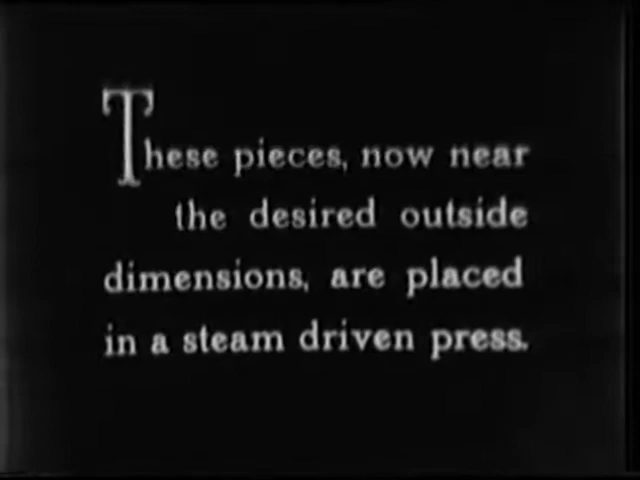 These pieces, now near
the desired outside
dimensions, are placed
in a steam driven press.